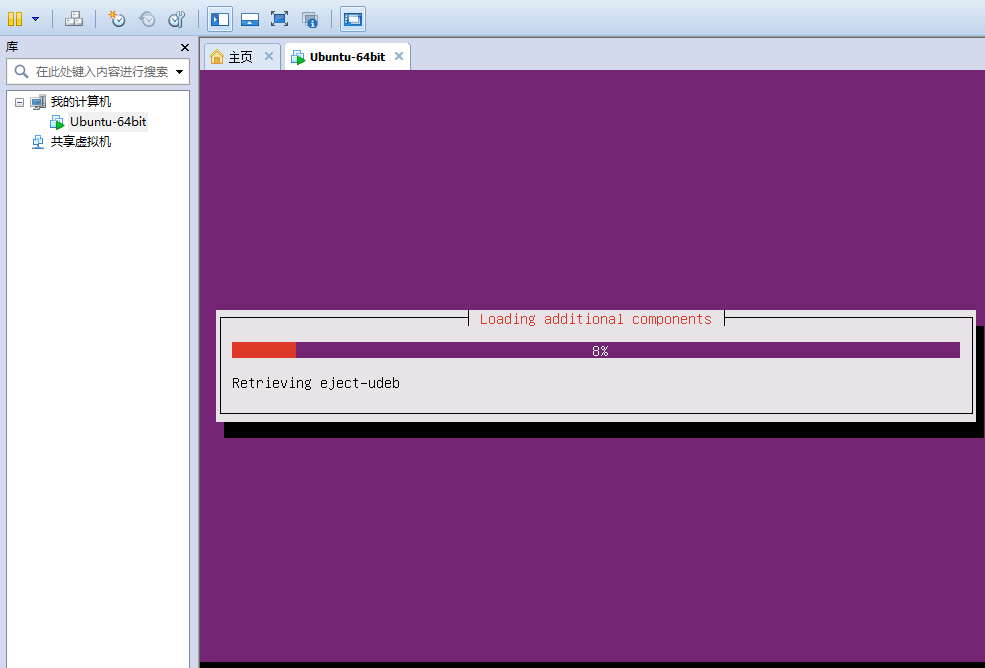 库
在此处键入内容进行搜索
我的计算机
Ubuntu-64bit
共享虚拟机
主页
Ubuntu-64bit
Loading additional components
8%
Retrieving eject-udeb